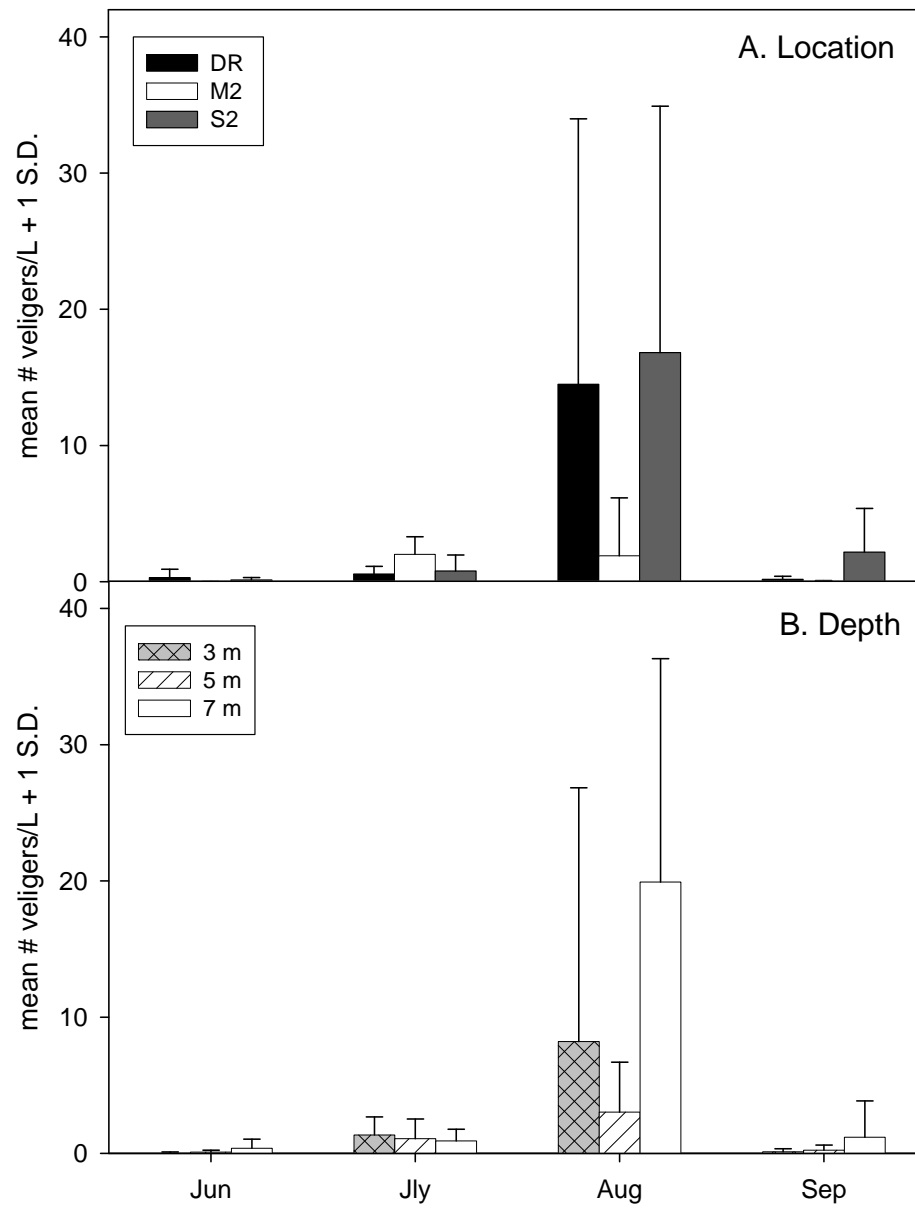 A. Location
DR
M2
S2
mean # veligers/L + 1 S.D.
40
30
20
10
0
B. Depth
3 m
5 m
7 m
mean # veligers/L + 1 S.D.
40
30
20
10
0
Jun
Jly
Aug
Sep